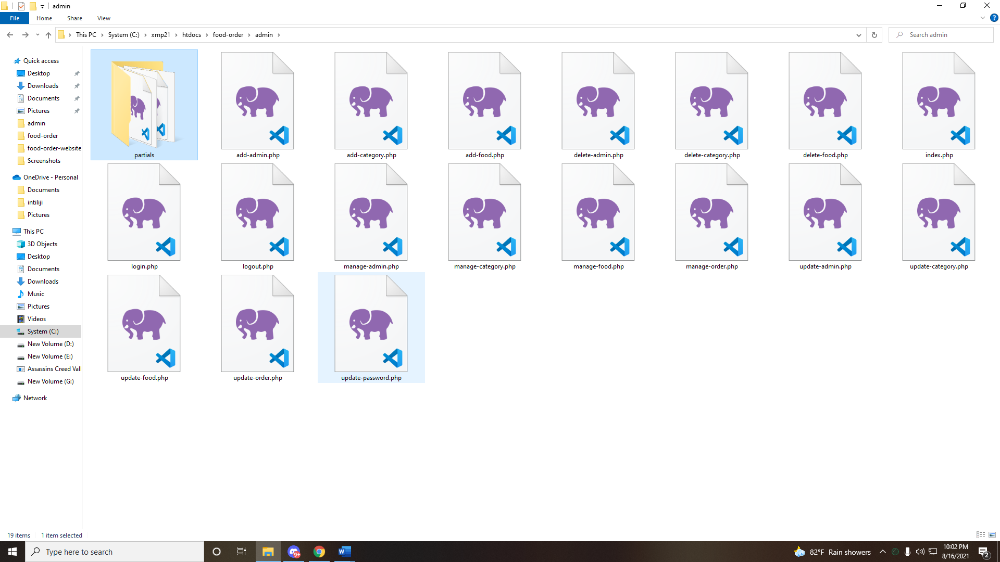 admin
File Home Share View
This PC System (C:) xmp21 htdocs food-order admin
Search admin
Quick access
Desktop
Downloads
Documents
Pictures
admin
food-order
food-order-website
Screenshots
OneDrive - Personal
Documents
intiliji
Pictures
This PC
3D Objects
Desktop
Documents
Downloads
Music
Pictures
Videos
System (C:)
New Volume (D:)
New Volume (E:)
Assassins Creed Vall
New Volume (G:)
Network
partials add-admin.php add-category.php add-food.php delete-admin.php delete-category.php delete-food.php index.php
login.php logout.php manage-admin.php manage-category.php manage-food.php manage-order.php update-admin.php update-category.php
update-food.php update-order.php update-password.php
19 items 1 item selected
Type here to search
9+
W
82°F Rain showers
10:02 PM
8/16/2021
2